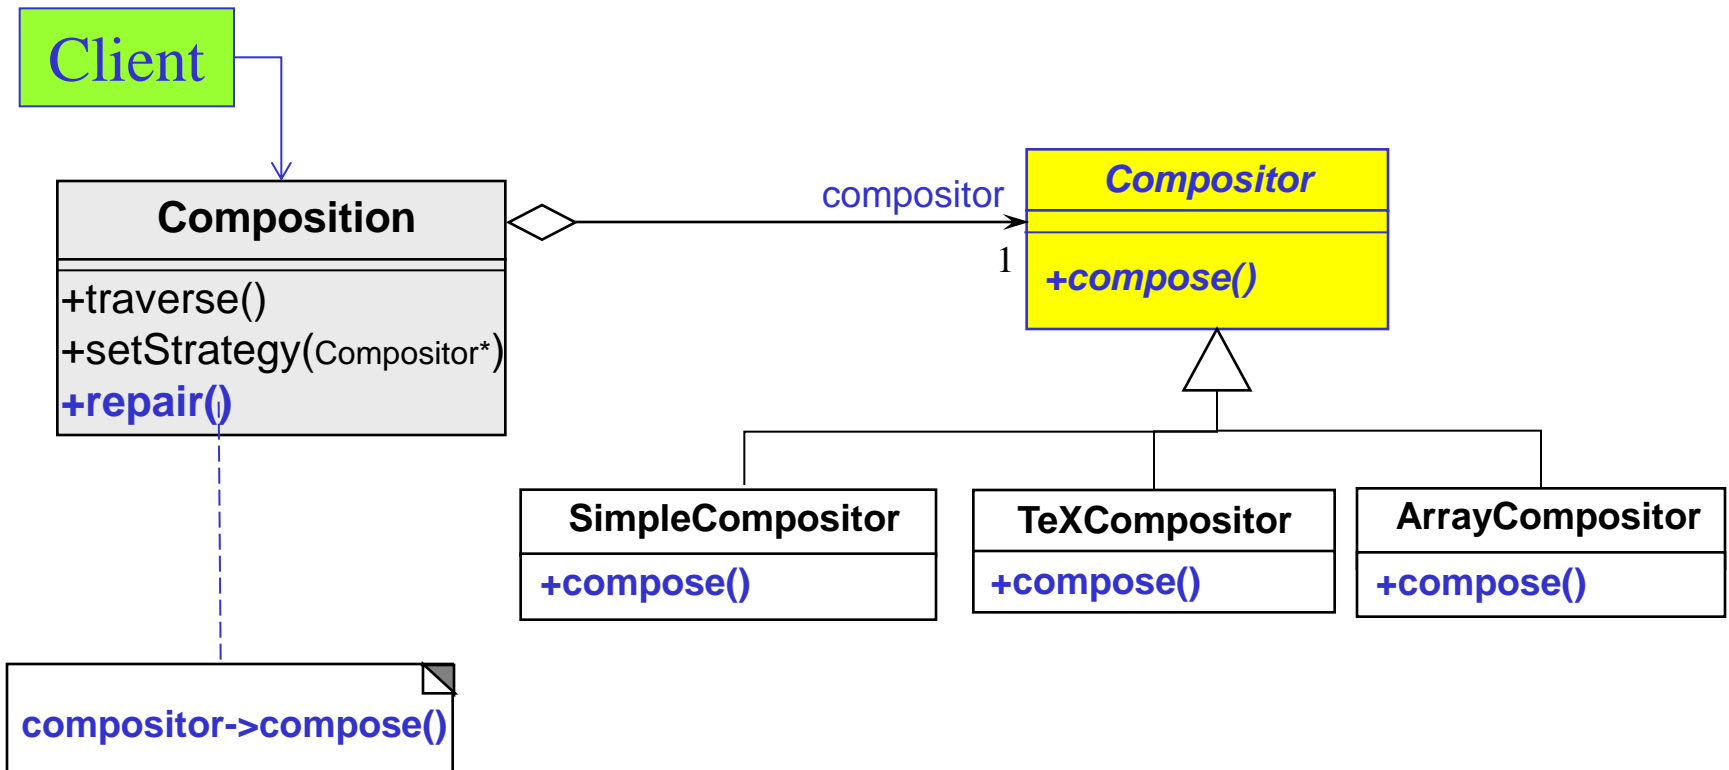 Client
Composition
+traverse()
+setStrategy(Compositor*)
+repair()
compositor
1
Compositor
+compose()
SimpleCompositor
+compose()
TeXCompositor
+compose()
ArrayCompositor
+compose()
compositor->compose()